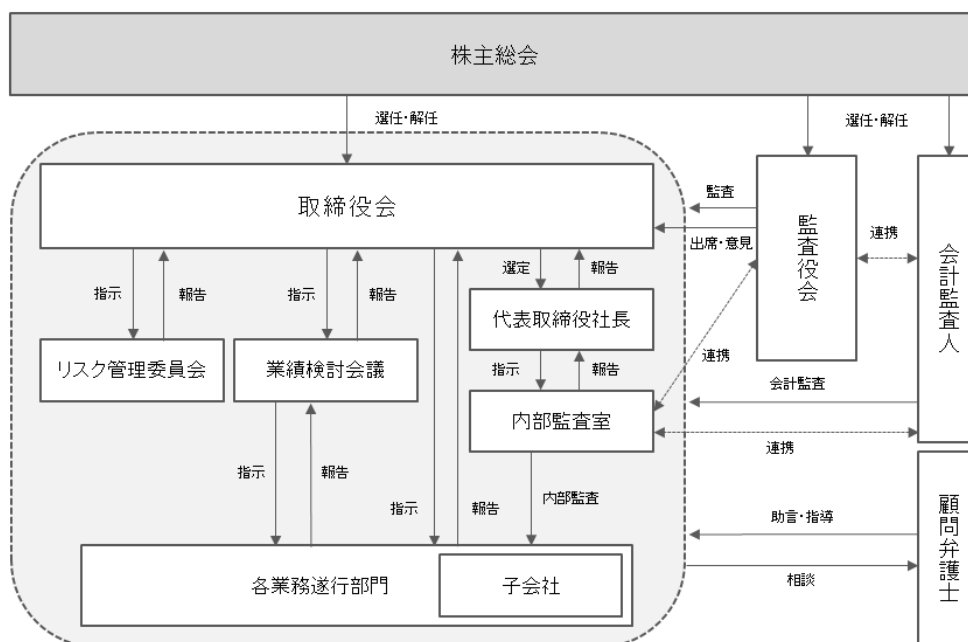 株主総会
選任・解任
選任・解任
取締役会
監査
出席・意見
監査役会
連携
会計監査人
指示
報告
指示
報告
選定
報告
代表取締役社長
リスク管理委員会
業績検討会議
指示
報告
連携
会計監査
内部監査室
連携
指示
報告
指示
報告
内部監査
助言・指導
顧問弁護士
各業務遂行部門
子会社
相談